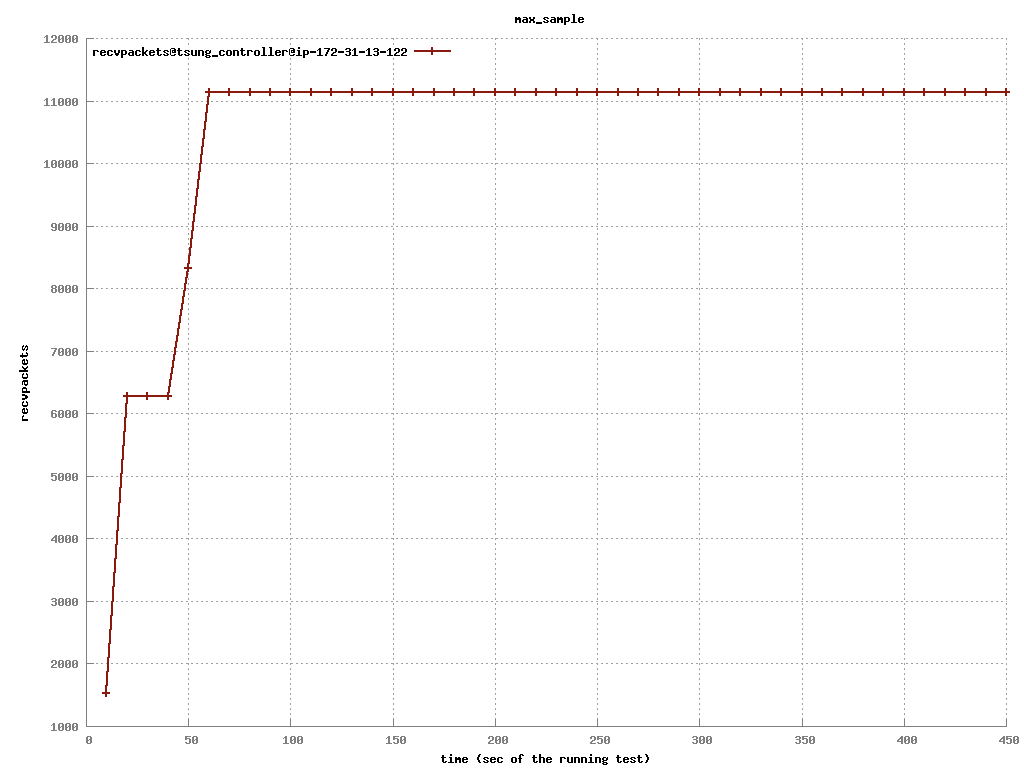 max_sample
recvpackets@tsung_controller@ip-172-31-13-122
12000
11000
10000
9000
8000
7000
6000
5000
4000
3000
2000
1000
recvpackets
0 50 100 150 200 250 300 350 400 450
time (sec of the running test)